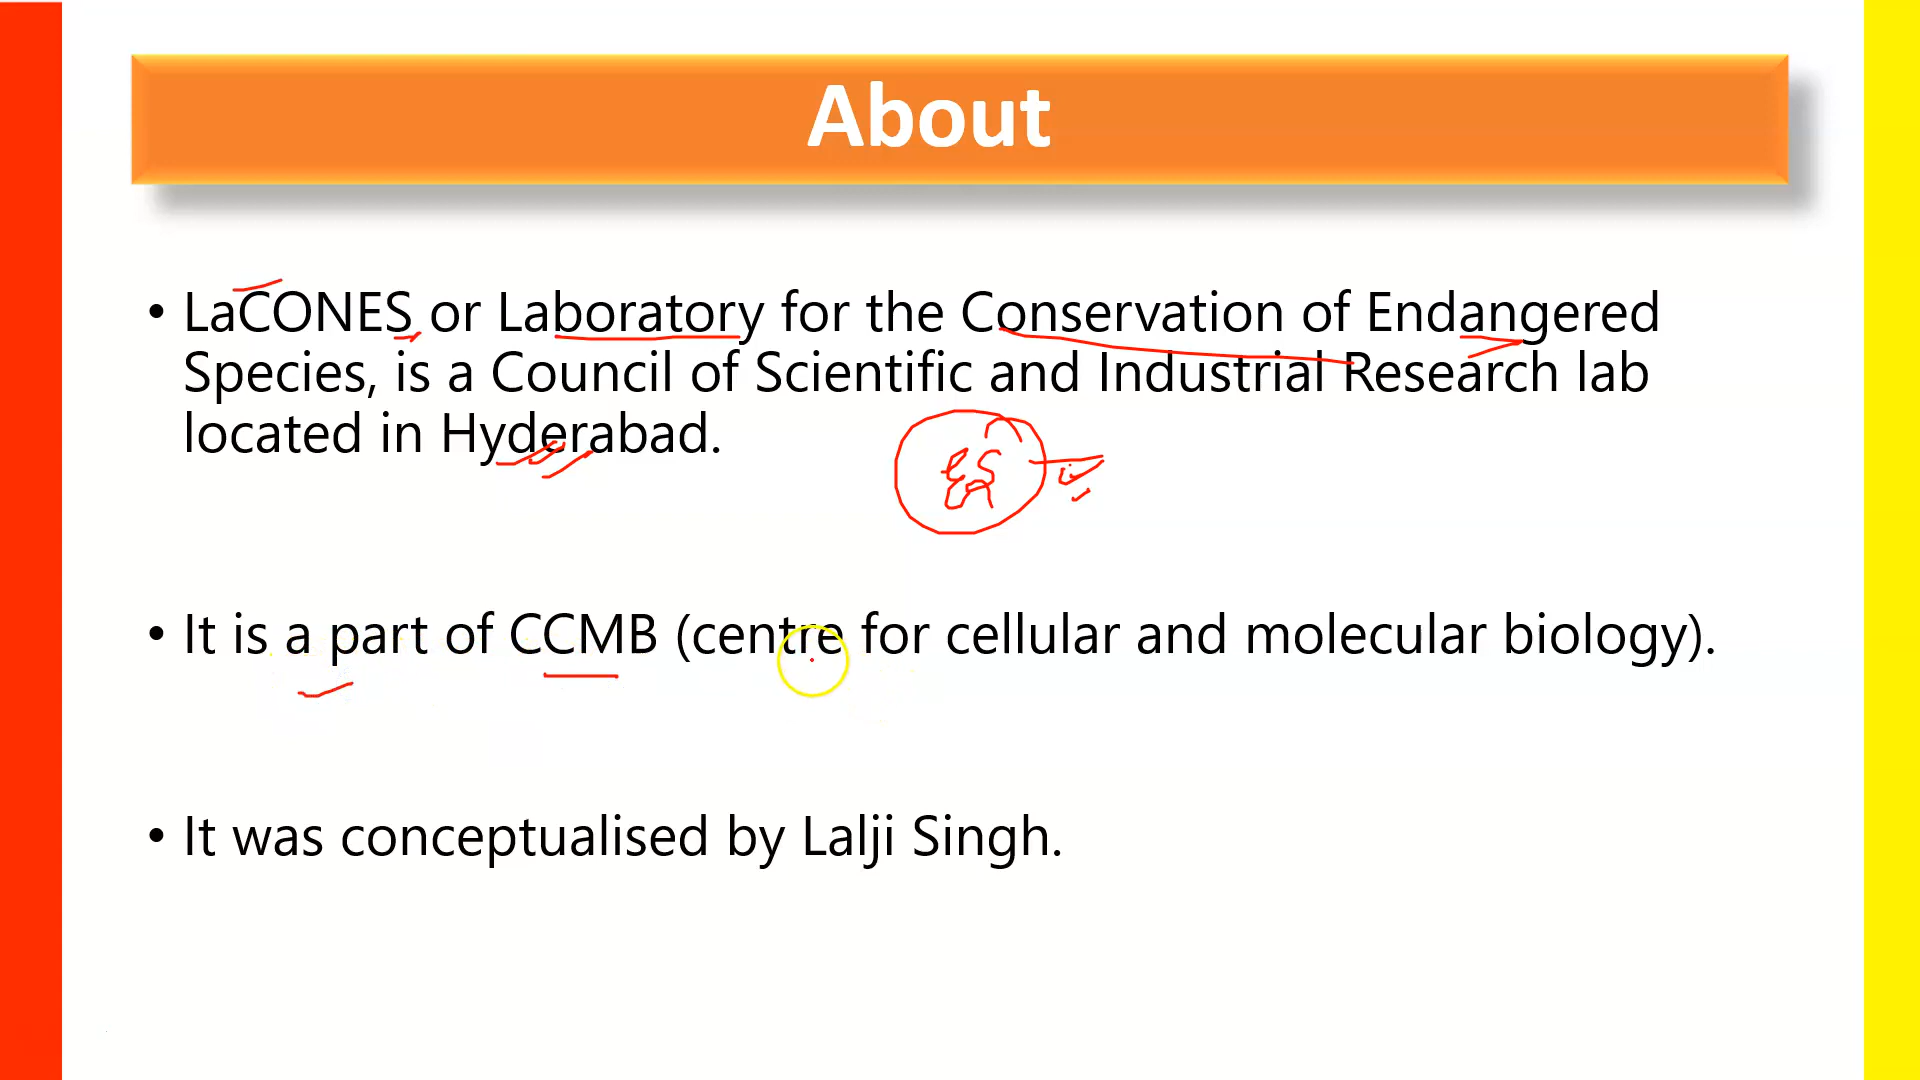 About
• LaCONES or Laboratory for the Conservation of Endangered
Species, is a Council of Scientific and Industrial Research lab
located in Hyderabad.
• It is a part of CCMB (centre for cellular and molecular biology).
• It was conceptualised by Lalji Singh.